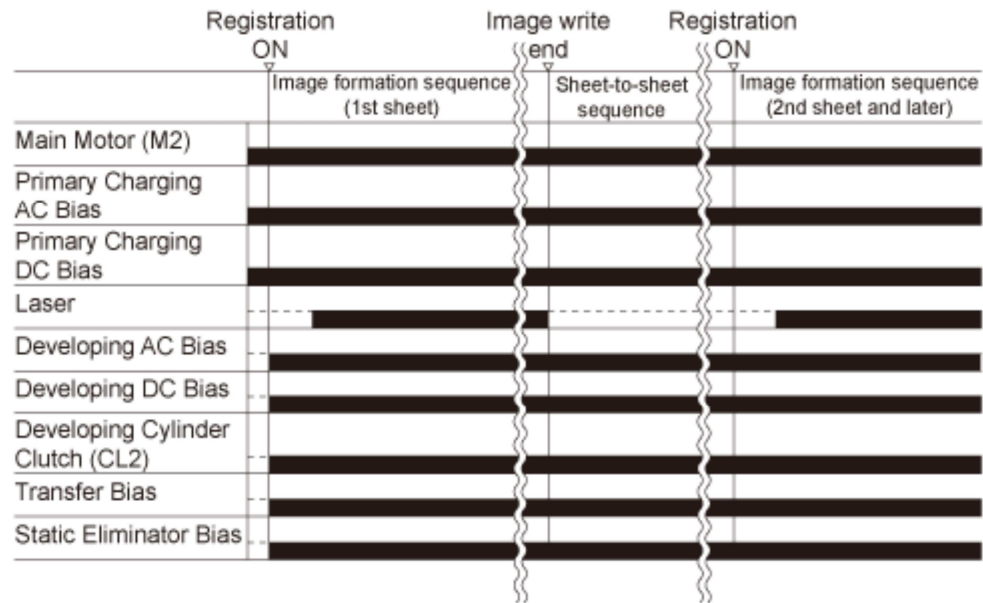 Registration
ON
Image write
end
Registration
ON
Image formation sequence
(1st sheet)
Sheet-to-sheet
sequence
Image formation sequence
(2nd sheet and later)
Main Motor (M2)
Primary Charging
AC Bias
Primary Charging
DC Bias
Laser
Developing AC Bias
Developing DC Bias
Developing Cylinder
Clutch (CL2)
Transfer Bias
Static Eliminator Bias